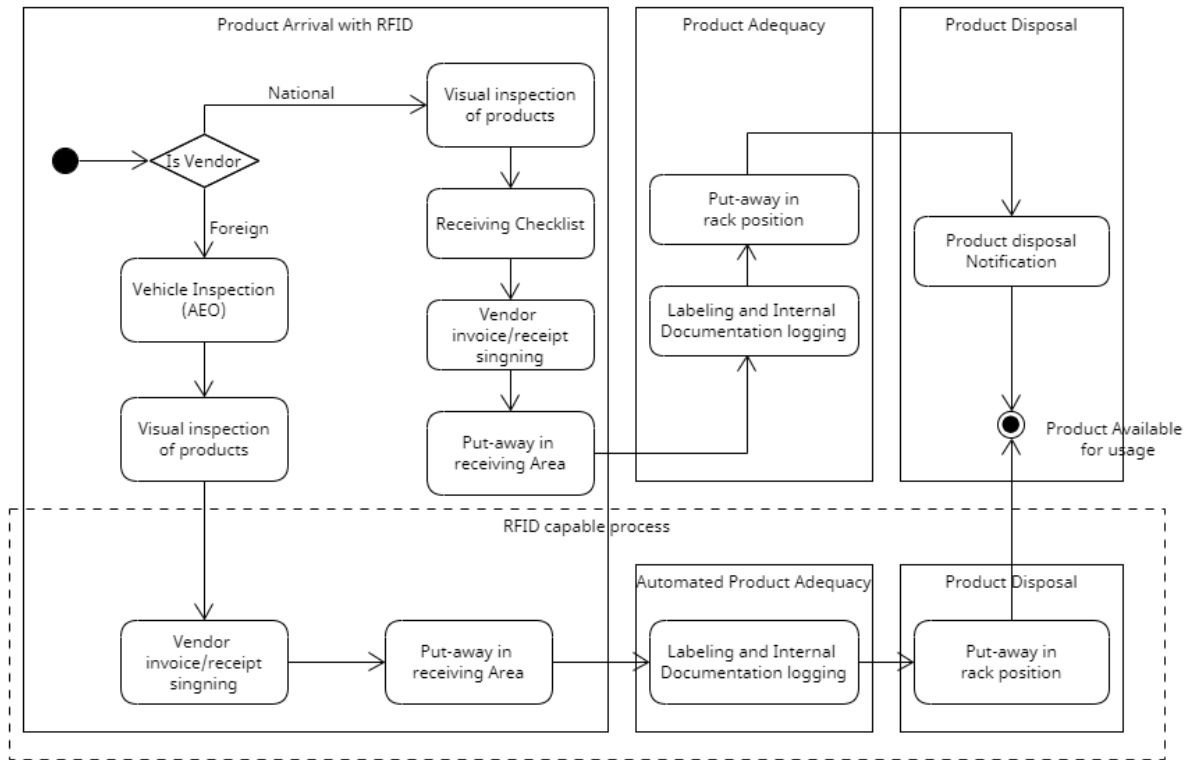 Product Arrival with RFID
Product Adequacy
Product Disposal
National
Visual inspection
of products
Is Vendor
Foreign
Receiving Checklist
Vehicle Inspection
(AEO)
Vendor
invoice/receipt
singning
Visual inspection
of products
Put-away in
receiving Area
Put-away in
rack position
Labeling and Internal
Documentation logging
Product disposal
Notification
Product Available
for usage
RFID capable process
Automated Product Adequacy
Product Disposal
Vendor
invoice/receipt
singning
Put-away in
receiving Area
Labeling and Internal
Documentation logging
Put-away in
rack position